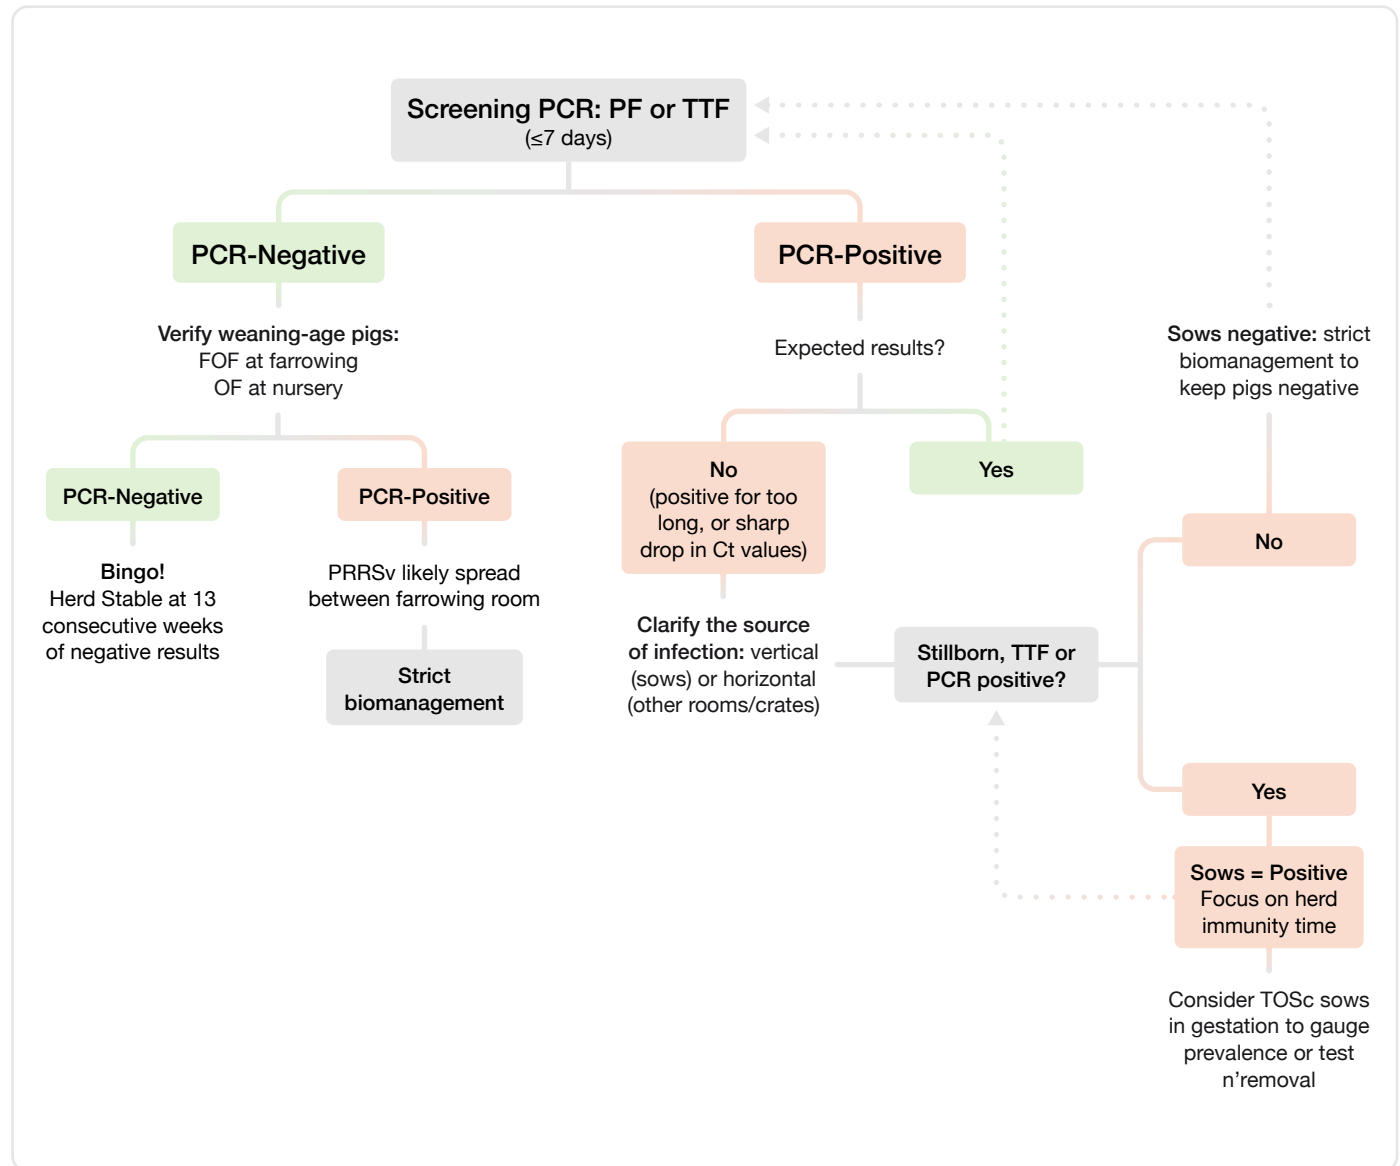 Screening PCR: PF or TTF
(≤7 days)
PCR-Negative
Verify weaning-age pigs:
FOF at farrowing
OF at nursery
PCR-Negative
Bingo!
Herd Stable at 13
consecutive weeks
of negative results
PCR-Positive
PRRSv likely spread
between farrowing room
Strict
biomanagement
PCR-Positive
Expected results?
No
(positive for too
long, or sharp
drop in Ct values)
Yes
Clarify the source
of infection: vertical
(sows) or horizontal
(other rooms/crates)
Stillborn, TTF or
PCR positive?
Sows negative: strict
biomanagement to
keep pigs negative
No
Yes
Sows = Positive
Focus on herd
immunity time
Consider TOSc sows
in gestation to gauge
prevalence or test
n’removal